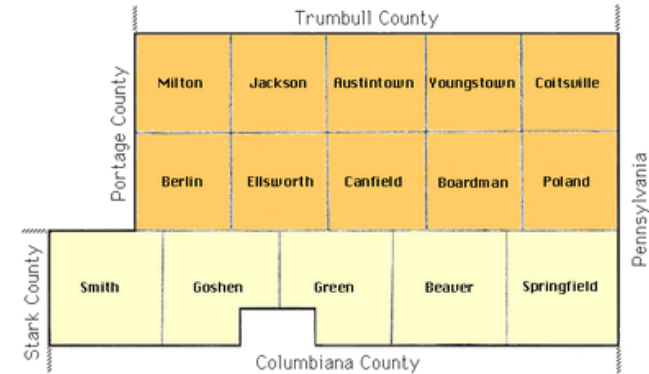 Trumbull County
Portage County
Milton Jackson Austintown Youngstown Coitsville
Berlin Ellsworth Canfield Boardman Poland
Pennsylvania
Stark County
Smith Goshen Green Beaver Springfield
Columbiana County